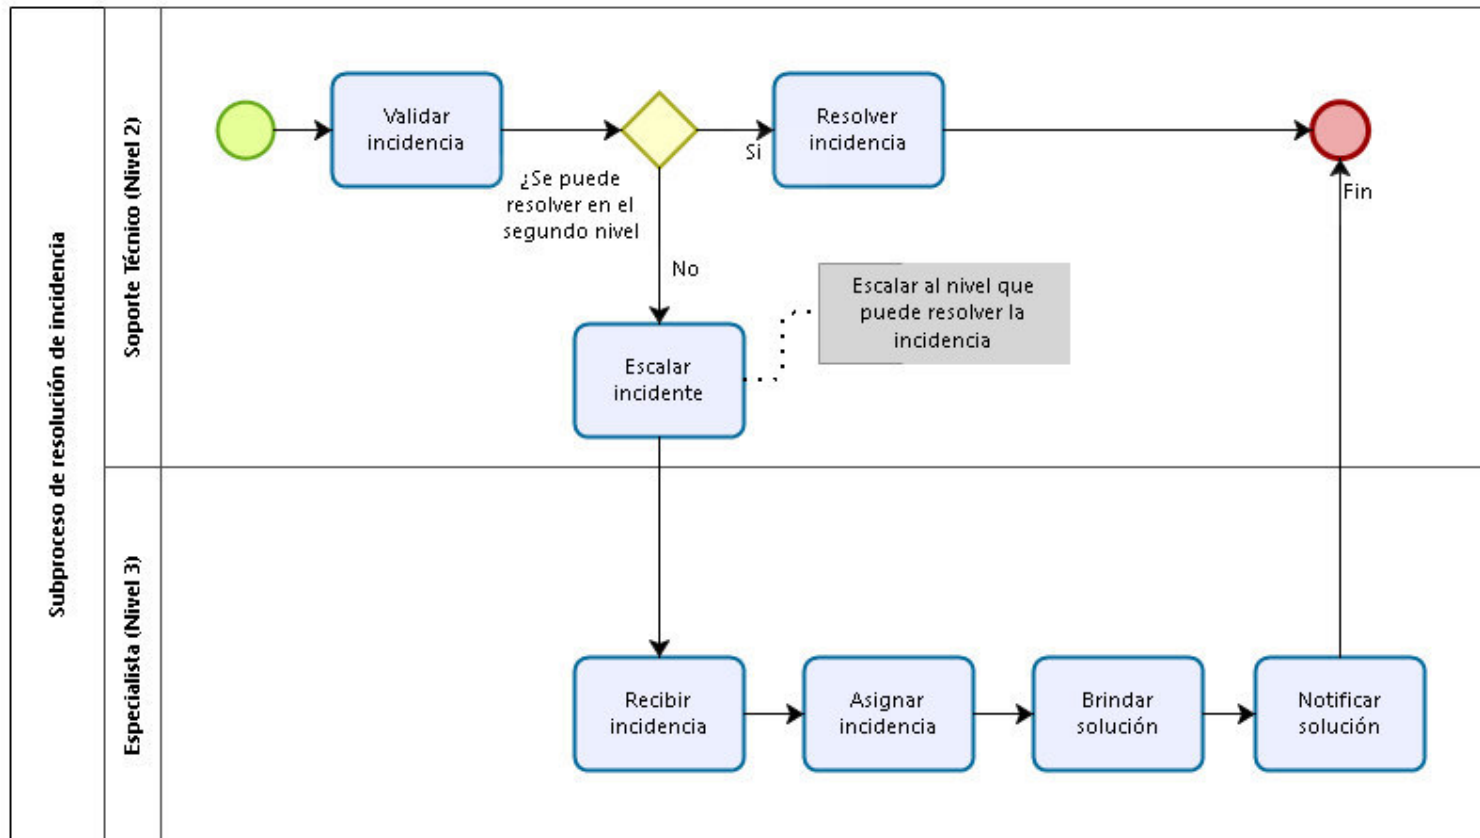 Subproceso de resolución de incidencia
Soporte Técnico (Nivel 2)
Validar
incidencia
¿Se puede
resolver en el
segundo nivel
Si
Resolver
incidencia
Fin
No
Escalar
incidente
Escalar al nivel que
puede resolver la
incidencia
Especialista (Nivel 3)
Recibir
incidencia
Asignar
incidencia
Brindar
solución
Notificar
solución